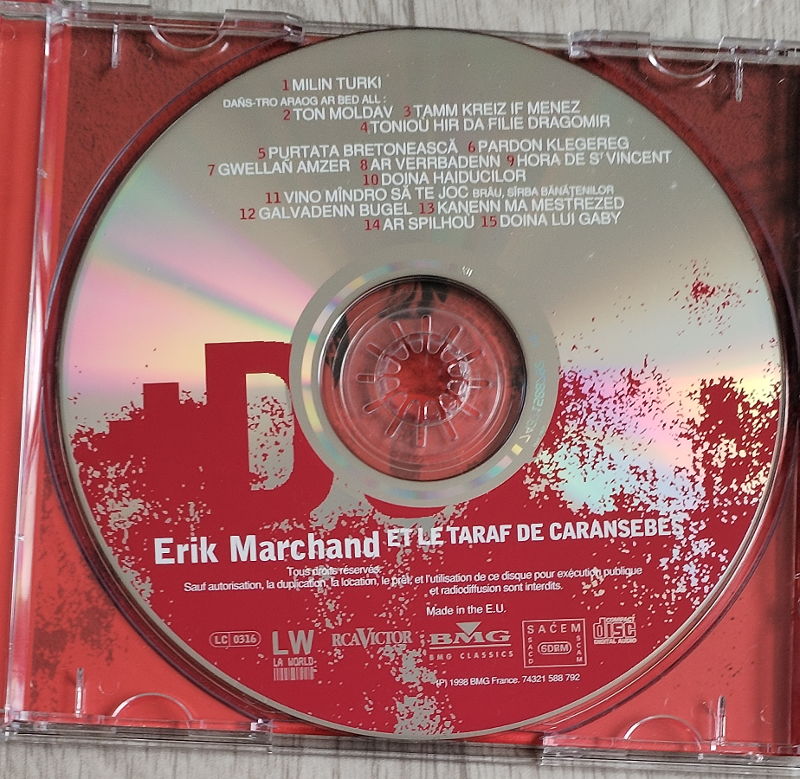 1 MILIN TURKI
DAÑS-TRO ARAOG AR BED ALL :
2 TON MOLDAV 3 TAMM KREIZ IF MENEZ
4 TONIOÙ HIR DA FILIE DRAGOMIR
5 PURTATA BRETONEASCĂ 6 PARDON KLEGEREG
7 GWELLAÑ AMZER 8 AR VERRBADENN 9 HORA DE S' VINCENT
10 DOINA HAIDUCILOR
11 VINO MÎNDRO SĂ TE JOC BRÂU, SÎRBA BĂNĂŢENILOR
12 GALVADENN BUGEL 13 KANENN MA MESTREZED
14 AR SPILHOÙ 15 DOINA LUI GABY
Erik Marchand ET LE TARAF DE CARANSEBEŞ
Tous droits réservés.
Sauf autorisation, la duplication, la location, le prêt, et l'utilisation de ce disque pour exécution publique
et radiodiffusion sont interdits.
Made in the E.U.
LC 0316
LW
LA WORLD
RCA VICTOR
BMG
BMG CLASSICS
SACEM
SACD
SDRM
SCAM
COMPACT
disc
DIGITAL AUDIO
(P) 1998 BMG France. 74321 588 792